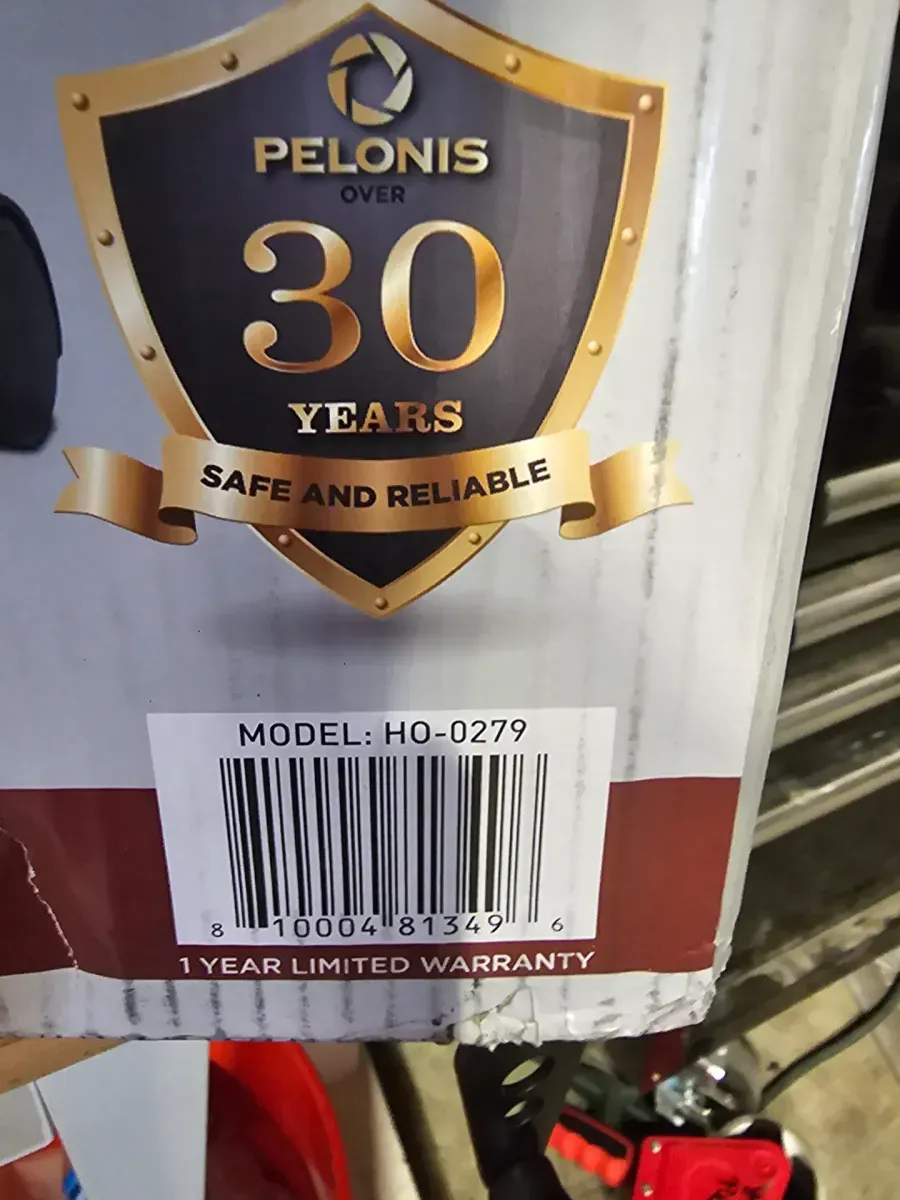 PELONIS
OVER
30
YEARS
SAFE AND RELIABLE
MODEL: HO-0279
8 10004 81349 6
1 YEAR LIMITED WARRANTY